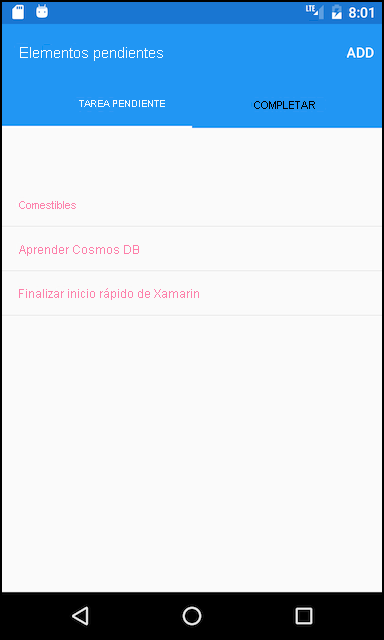 LTE 8:01
Elementos pendientes ADD
TAREA PENDIENTE COMPLETAR
Comestibles
Aprender Cosmos DB
Finalizar inicio rápido de Xamarin